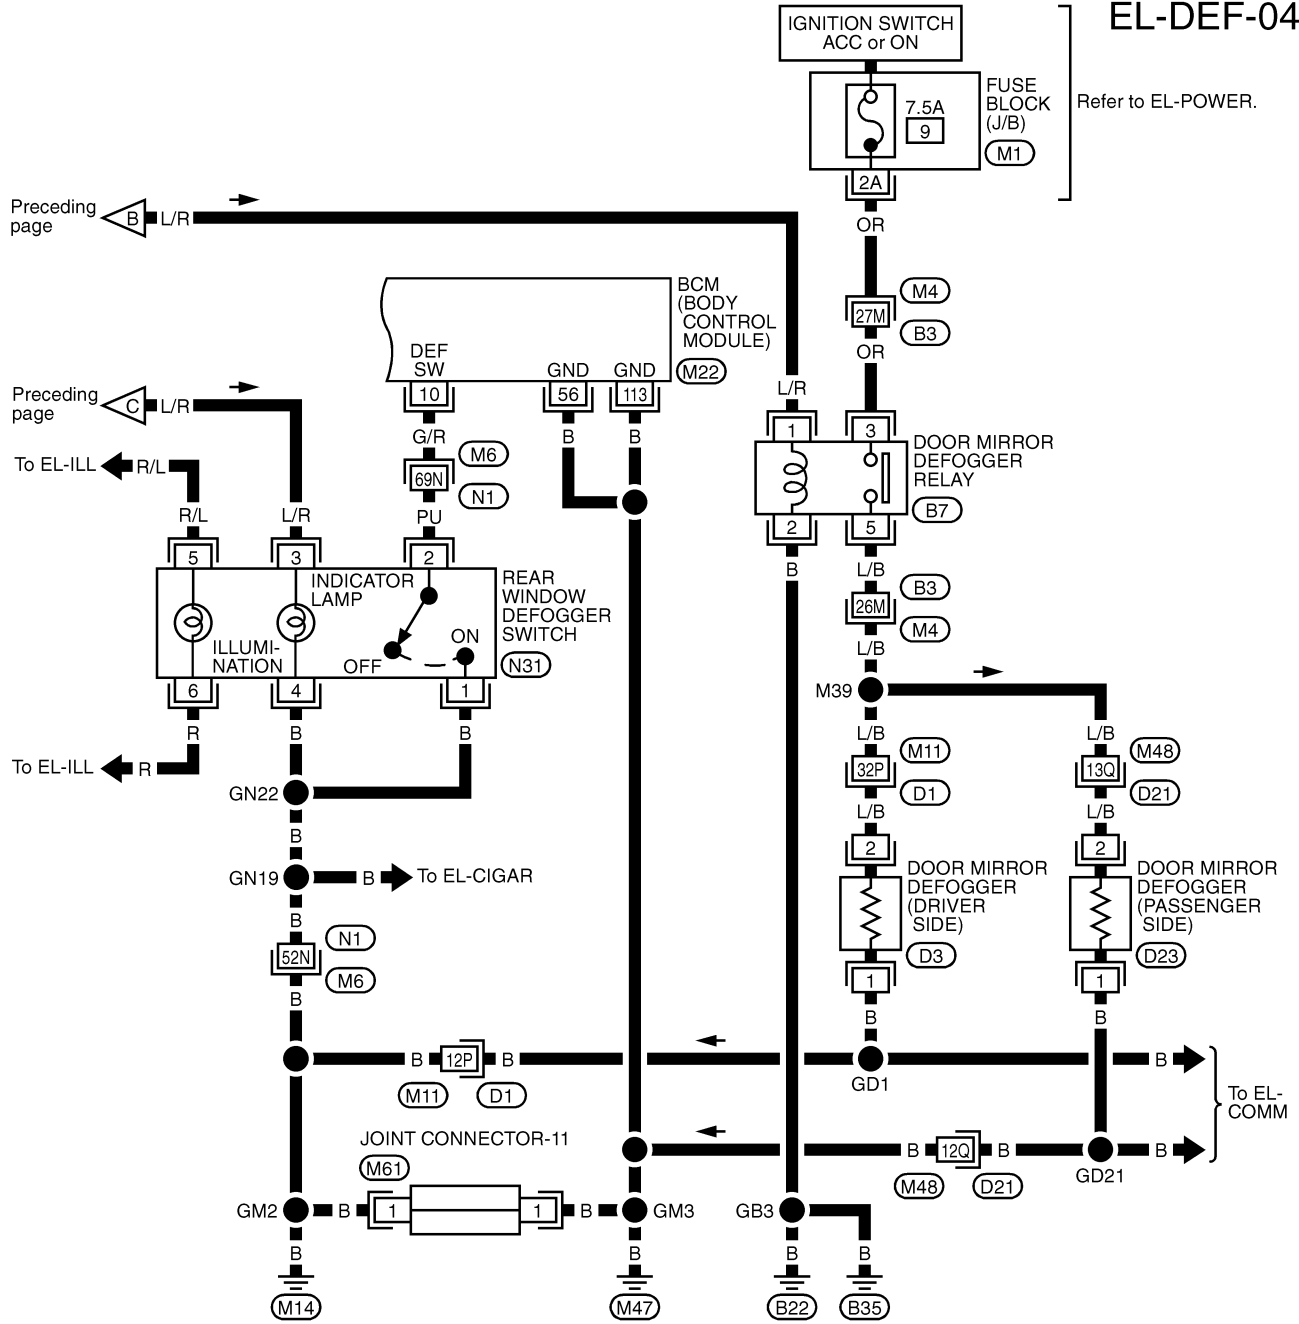 EL-DEF-04
IGNITION SWITCH
ACC or ON
FUSE
BLOCK
(J/B)
Refer to EL-POWER.
7.5A
9
M1
2A
OR
Preceding
page
B
L/R
M4
27M
B3
OR
BCM
(BODY
CONTROL
MODULE)
M22
DEF
SW
GND
GND
10
56
113
Preceding
page
C
L/R
L/R
G/R
B
B
1
3
DOOR MIRROR
DEFOGGER
RELAY
B7
To EL-ILL
R/L
M6
69N
N1
R/L
L/R
PU
2
5
5
3
2
B
L/B
INDICATOR
LAMP
REAR
WINDOW
DEFOGGER
SWITCH
N31
B3
26M
M4
ILLUMI-
NATION
OFF
ON
L/B
6
4
1
M39
R
B
B
L/B
L/B
To EL-ILL
R
M11
32P
D1
M48
13Q
D21
GN22
L/B
L/B
B
2
2
GN19
B
To EL-CIGAR
DOOR MIRROR
DEFOGGER
(DRIVER
SIDE)
D3
DOOR MIRROR
DEFOGGER
(PASSENGER
SIDE)
D23
B
N1
52N
M6
1
1
B
B
B
B
12P
B
B
M11
D1
GD1
To EL-
COMM
JOINT CONNECTOR-11
M61
B
12Q
B
B
M48
D21
GD21
GM2
B
1
1
B
GM3
GB3
B
B
B
B
M14
M47
B22
B35